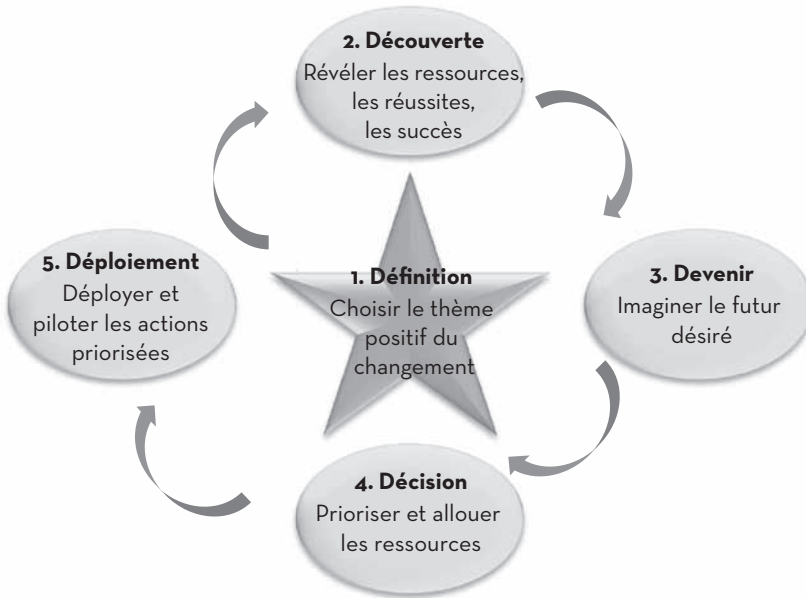 2. Découverte
Révéler les ressources,
les réussites,
les succès
5. Déploiement
Déployer et
piloter les actions
priorisées
1. Définition
Choisir le thème
positif du
changement
3. Devenir
Imaginer le futur
désiré
4. Décision
Prioriser et allouer
les ressources